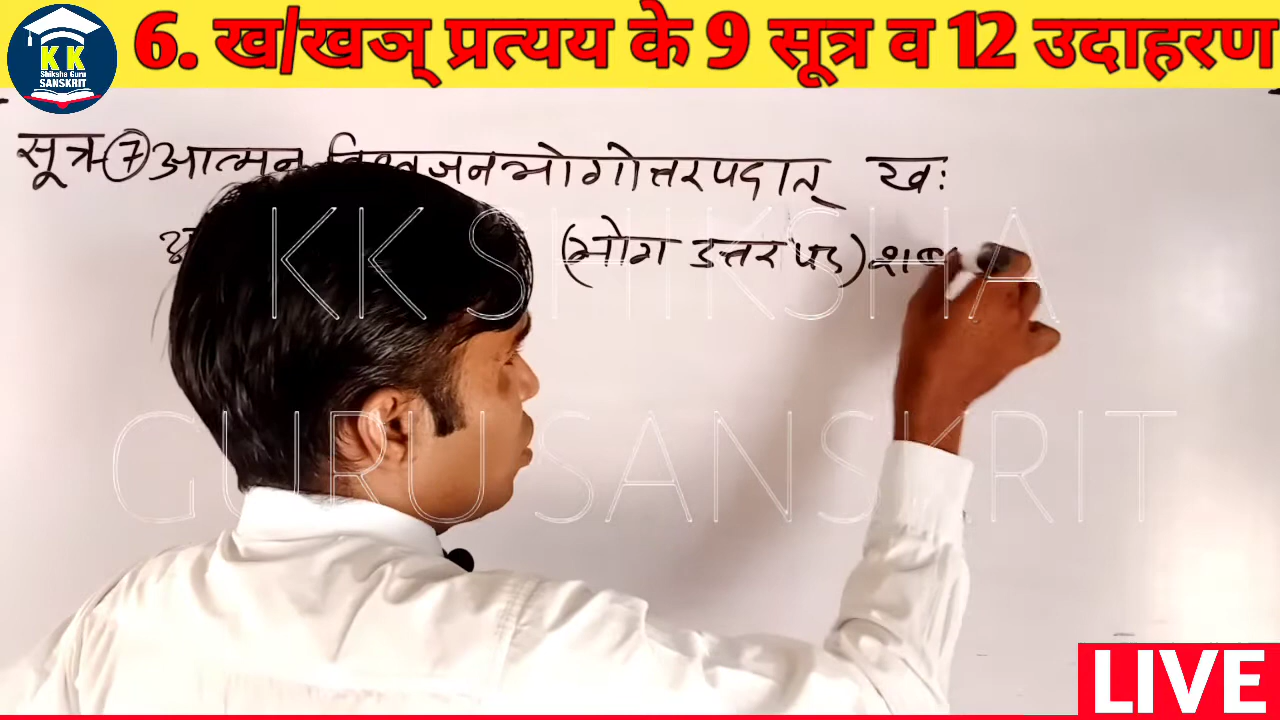 6. ख/खञ् प्रत्यय के 9 सूत्र व 12 उदाहरण
KK
Shiksha Guru
SANSKRIT
सूत्र-7 आत्मन् जनभोगोत्तरपदात् खः
(भोग उत्तर पद)
KK SHIKSHA
GURU SANSKRIT
LIVE